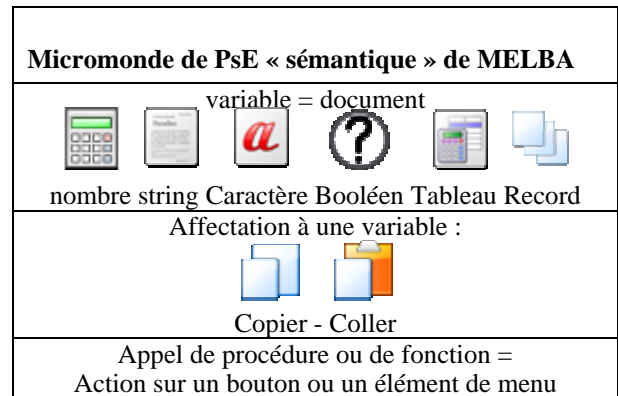 Micromonde de PsE « sémantique » de MELBA
variable = document
nombre string Caractère Booléen Tableau Record
Affectation à une variable :
Copier - Coller
Appel de procédure ou de fonction =
Action sur un bouton ou un élément de menu